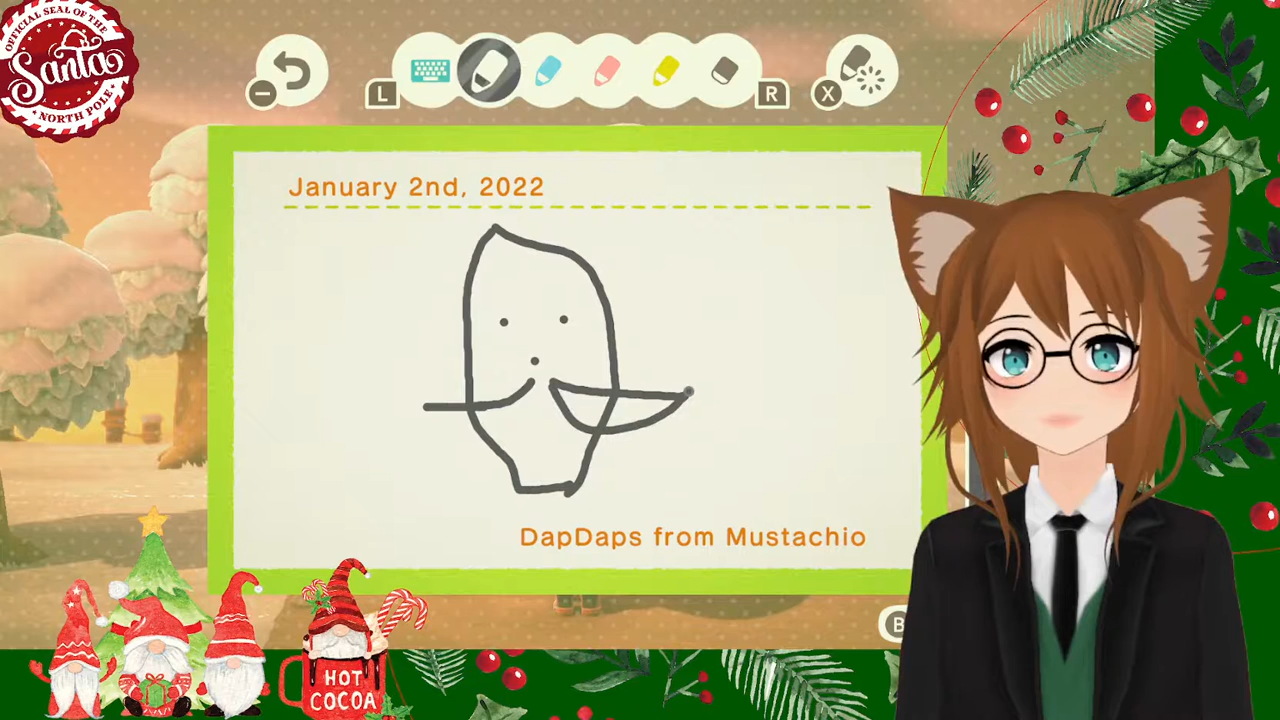 OFFICIAL SEAL OF THE
Santa
NORTH POLE
L
R
X
January 2nd, 2022
DapDaps from Mustachio
B
HOT
COCOA